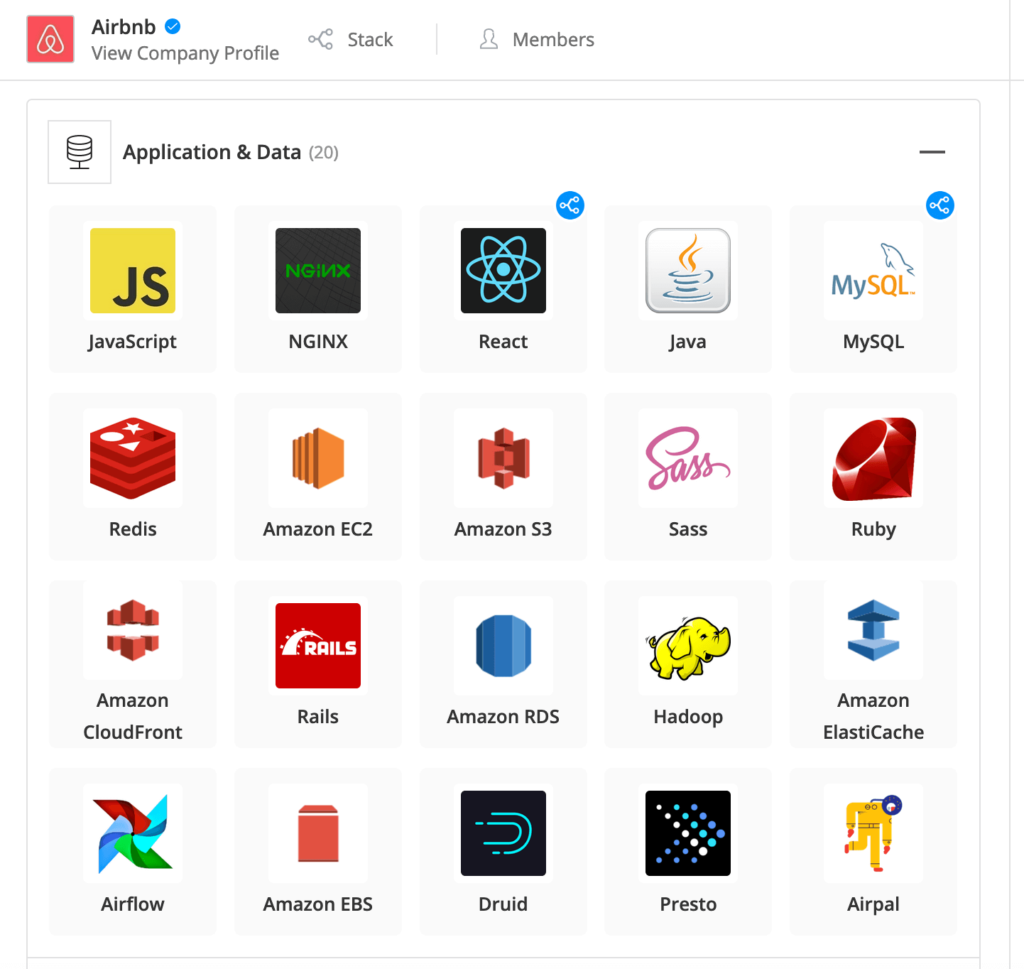 Airbnb
View Company Profile
Stack
Members
Application & Data (20)
JS
NGiNX
MySQL™
JavaScript
NGINX
React
Java
MySQL
Sass
Redis
Amazon EC2
Amazon S3
Sass
Ruby
RAILS
Amazon
CloudFront
Rails
Amazon RDS
Hadoop
Amazon
ElastiCache
Airflow
Amazon EBS
Druid
Presto
Airpal